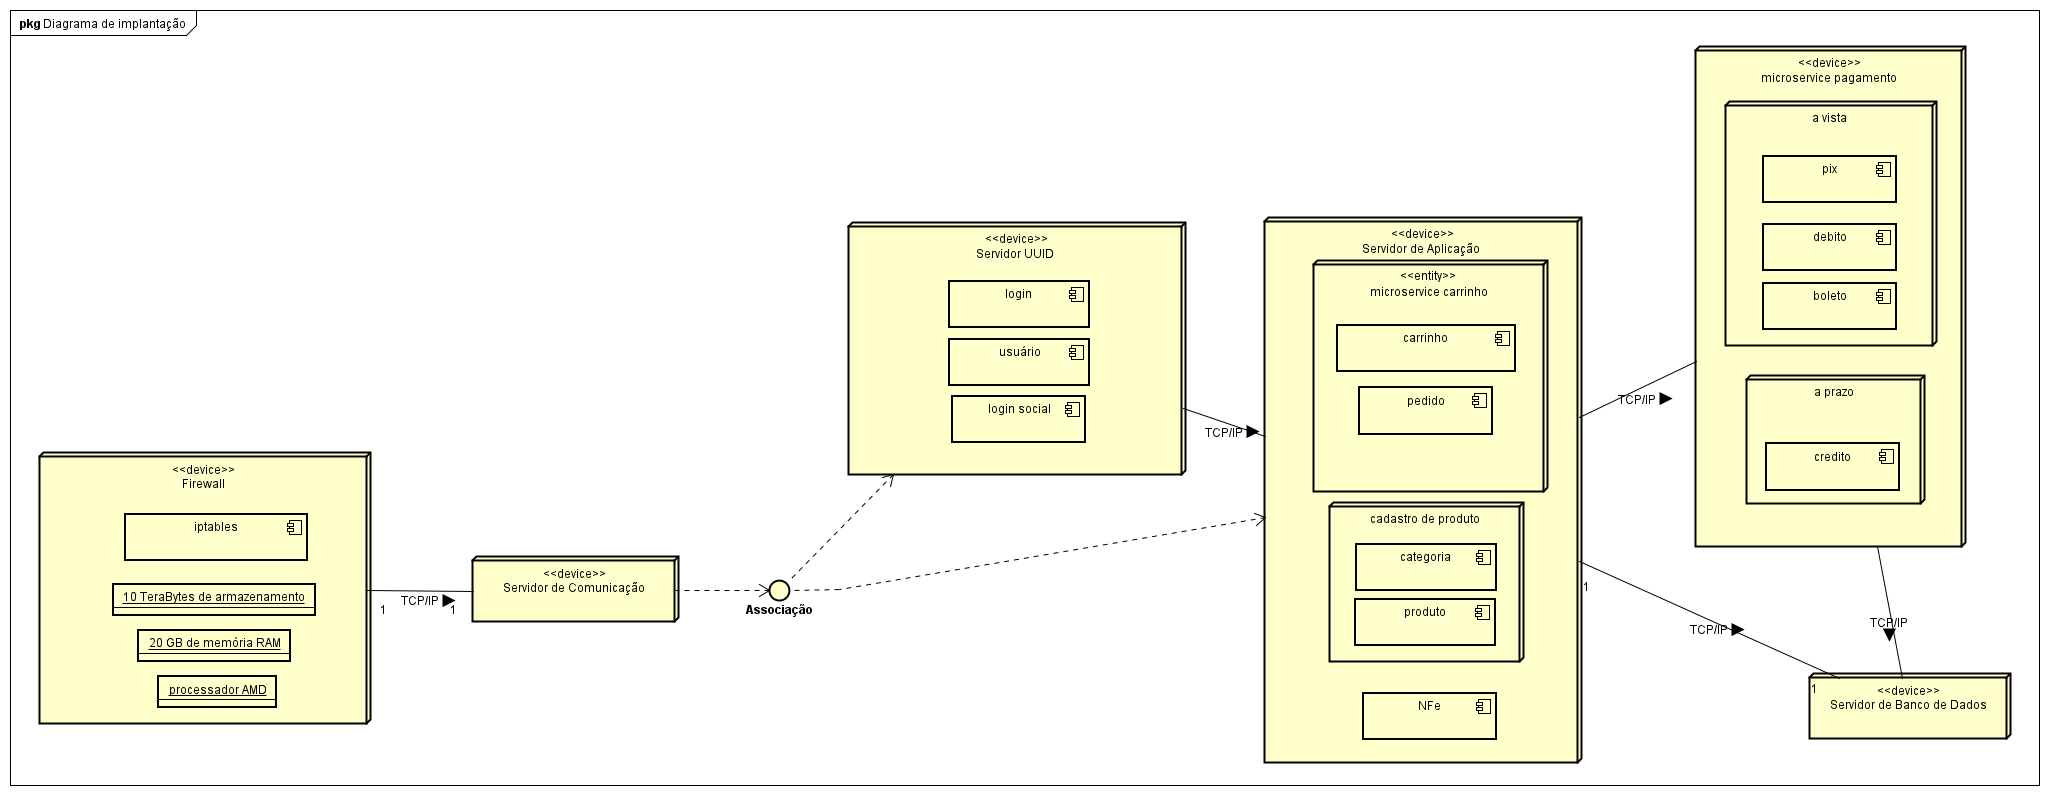 pkg Diagrama de implantação
<<device>>
Firewall
iptables
10 TeraBytes de armazenamento
20 GB de memória RAM
processador AMD
1
TCP/IP
1
<<device>>
Servidor de Comunicação
Associação
<<device>>
Servidor UUID
login
usuário
login social
TCP/IP
<<device>>
Servidor de Aplicação
<<entity>>
microservice carrinho
carrinho
pedido
cadastro de produto
categoria
produto
NFe
TCP/IP
1
TCP/IP
1
<<device>>
microservice pagamento
a vista
pix
debito
boleto
a prazo
credito
TCP/IP
<<device>>
Servidor de Banco de Dados